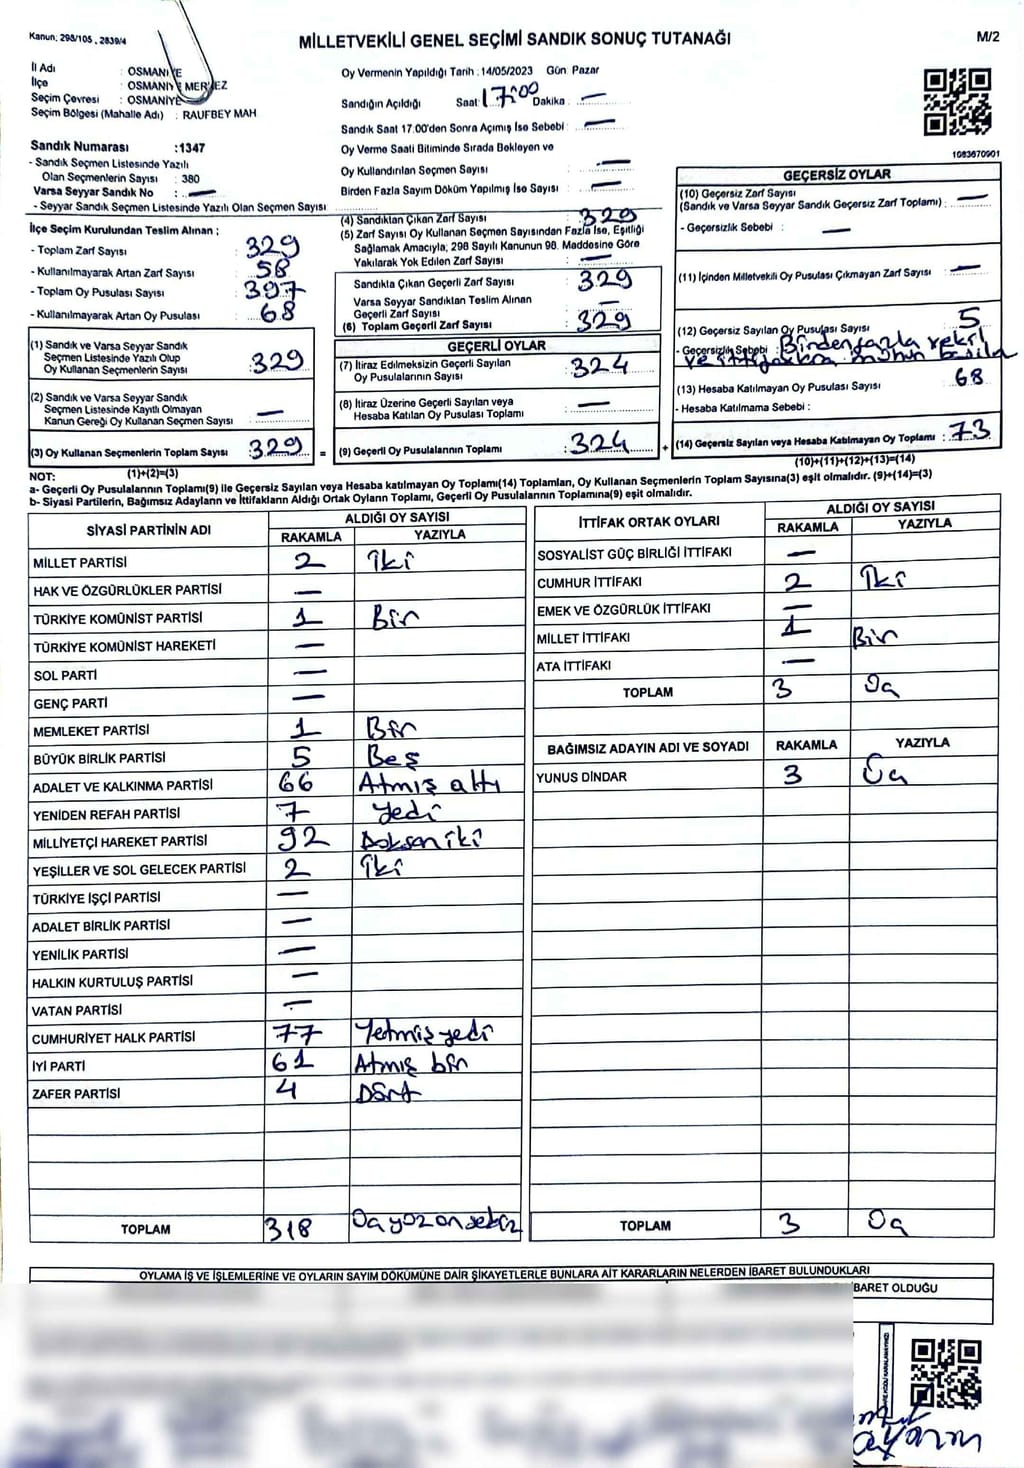 Kanun: 298/105, 2839/4
MİLLETVEKİLİ GENEL SEÇİMİ SANDIK SONUÇ TUTANAĞI
M/2
İl Adı : OSMANİYE
İlçe : OSMANİYE MERKEZ
Seçim Çevresi : OSMANİYE
Seçim Bölgesi (Mahalle Adı) : RAUFBEY MAH
Sandık Numarası :1347
- Sandık Seçmen Listesinde Yazılı
Olan Seçmenlerin Sayısı : 380
Varsa Seyyar Sandık No : —
- Seyyar Sandık Seçmen Listesinde Yazılı Olan Seçmen Sayısı
Oy Vermenin Yapıldığı Tarih :14/05/2023 Gün Pazar
Sandığın Açıldığı Saat: 17:00 Dakika : —
Sandık Saat 17.00'den Sonra Açılmış İse Sebebi : —
Oy Verme Saati Bitiminde Sırada Bekleyen ve
Oy Kullandırılan Seçmen Sayısı : —
Birden Fazla Sayım Döküm Yapılmış İse Sayısı : —
1083670901
İlçe Seçim Kurulundan Teslim Alınan ;
- Toplam Zarf Sayısı : 329
- Kullanılmayarak Artan Zarf Sayısı : 58
- Toplam Oy Pusulası Sayısı : 397
- Kullanılmayarak Artan Oy Pusulası : 68
(1) Sandık ve Varsa Seyyar Sandık
Seçmen Listesinde Yazılı Olup
Oy Kullanan Seçmenlerin Sayısı : 329
(2) Sandık ve Varsa Seyyar Sandık
Seçmen Listesinde Kayıtlı Olmayan
Kanun Gereği Oy Kullanan Seçmen Sayısı : —
(3) Oy Kullanan Seçmenlerin Toplam Sayısı : 329 =
(1)+(2)=(3)
(4) Sandıktan Çıkan Zarf Sayısı : 329
(5) Zarf Sayısı Oy Kullanan Seçmen Sayısından Fazla İse, Eşitliği
Sağlamak Amacıyla; 298 Sayılı Kanunun 98. Maddesine Göre
Yakılarak Yok Edilen Zarf Sayısı : —
Sandıkta Çıkan Geçerli Zarf Sayısı : 329
Varsa Seyyar Sandıktan Teslim Alınan
Geçerli Zarf Sayısı : —
(6) Toplam Geçerli Zarf Sayısı : 329
GEÇERLİ OYLAR
(7) İtiraz Edilmeksizin Geçerli Sayılan
Oy Pusulalarının Sayısı : 324
(8) İtiraz Üzerine Geçerli Sayılan veya
Hesaba Katılan Oy Pusulası Toplamı : —
(9) Geçerli Oy Pusulalarının Toplamı : 324 +
GEÇERSİZ OYLAR
(10) Geçersiz Zarf Sayısı
(Sandık ve Varsa Seyyar Sandık Geçersiz Zarf Toplamı) : —
- Geçersizlik Sebebi : —
(11) İçinden Milletvekili Oy Pusulası Çıkmayan Zarf Sayısı : —
(12) Geçersiz Sayılan Oy Pusulası Sayısı : 5
- Geçersizlik Sebebi : Birden fazla vekil
ve ittifaklara mühür
(13) Hesaba Katılmayan Oy Pusulası Sayısı : 68
- Hesaba Katılmama Sebebi :
(14) Geçersiz Sayılan veya Hesaba Katılmayan Oy Toplamı : 73
(10)+(11)+(12)+(13)=(14)
NOT:
a- Geçerli Oy Pusulalarının Toplamı(9) ile Geçersiz Sayılan veya Hesaba katılmayan Oy Toplamı(14) Toplamları, Oy Kullanan Seçmenlerin Toplam Sayısına(3) eşit olmalıdır. (9)+(14)=(3)
b- Siyasi Partilerin, Bağımsız Adayların ve İttifakların Aldığı Ortak Oyların Toplamı, Geçerli Oy Pusulalarının Toplamına(9) eşit olmalıdır.
SİYASİ PARTİNİN ADI ALDIĞI OY SAYISI
RAKAMLA YAZIYLA
MİLLET PARTİSİ 2 İki
HAK VE ÖZGÜRLÜKLER PARTİSİ —
TÜRKİYE KOMÜNİST PARTİSİ 1 Bir
TÜRKİYE KOMÜNİST HAREKETİ —
SOL PARTİ —
GENÇ PARTİ —
MEMLEKET PARTİSİ 1 Bir
BÜYÜK BİRLİK PARTİSİ 5 Beş
ADALET VE KALKINMA PARTİSİ 66 Atmış altı
YENİDEN REFAH PARTİSİ 7 Yedi
MİLLİYETÇİ HAREKET PARTİSİ 92 Doksan iki
YEŞİLLER VE SOL GELECEK PARTİSİ 2 İki
TÜRKİYE İŞÇİ PARTİSİ —
ADALET BİRLİK PARTİSİ —
YENİLİK PARTİSİ —
HALKIN KURTULUŞ PARTİSİ —
VATAN PARTİSİ —
CUMHURİYET HALK PARTİSİ 77 Yetmiş yedi
İYİ PARTİ 61 Atmış bir
ZAFER PARTİSİ 4 Dört
TOPLAM 318 Üç yüz on sekiz
İTTİFAK ORTAK OYLARI ALDIĞI OY SAYISI
RAKAMLA YAZIYLA
SOSYALİST GÜÇ BİRLİĞİ İTTİFAKI —
CUMHUR İTTİFAKI 2 İki
EMEK VE ÖZGÜRLÜK İTTİFAKI —
MİLLET İTTİFAKI 1 Bir
ATA İTTİFAKI —
TOPLAM 3 Üç
BAĞIMSIZ ADAYIN ADI VE SOYADI RAKAMLA YAZIYLA
YUNUS DİNDAR 3 Üç
TOPLAM 3 Üç
OYLAMA İŞ VE İŞLEMLERİNE VE OYLARIN SAYIM DÖKÜMÜNE DAİR ŞİKAYETLERLE BUNLARA AİT KARARLARIN NELERDEN İBARET BULUNDUKLARI
İBARET OLDUĞU